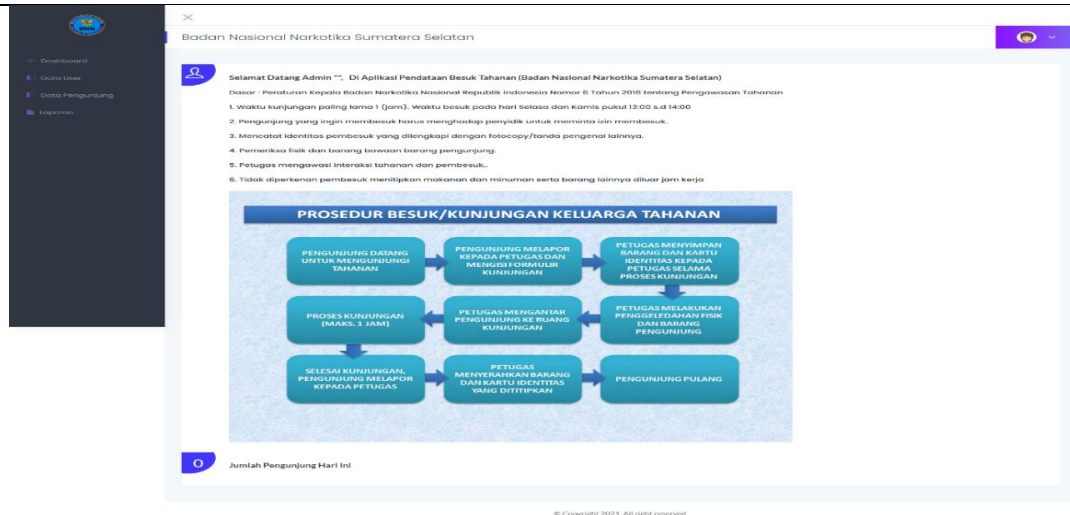 Badan Nasional Narkotika Sumatera Selatan
Dashboard
Data User
Data Pengunjung
Laporan
Selamat Datang Admin "", Di Aplikasi Pendataan Besuk Tahanan (Badan Nasional Narkotika Sumatera Selatan)
Dasar : Peraturan Kepala Badan Narkotika Nasional Republik Indonesia Nomor 6 Tahun 2016 tentang Pengawasan Tahanan
1. Waktu kunjungan paling lama 1 (jam). Waktu besuk pada hari Selasa dan Kamis pukul 13:00 s.d 14:00
2. Pengunjung yang ingin membesuk harus menghadap penyidik untuk meminta izin membesuk.
3. Mencatat identitas pembesuk yang dilengkapi dengan fotocopy/tanda pengenal lainnya.
4. Pemeriksa fisik dan barang bawaan barang pengunjung.
5. Petugas mengawasi interaksi tahanan dan pembesuk..
6. Tidak diperkenan pembesuk menitipkan makanan dan minuman serta barang lainnya diluar jam kerja
PROSEDUR BESUK/KUNJUNGAN KELUARGA TAHANAN
PENGUNJUNG DATANG
UNTUK MENGUNJUNGI
TAHANAN
PENGUNJUNG MELAPOR
KEPADA PETUGAS DAN
MENGISI FORMULIR
KUNJUNGAN
PETUGAS MENYIMPAN
BARANG DAN KARTU
IDENTITAS KEPADA
PETUGAS SELAMA
PROSES KUNJUNGAN
PETUGAS MELAKUKAN
PENGGELEDAHAN FISIK
DAN BARANG
PENGUNJUNG
PETUGAS MENGANTAR
PENGUNJUNG KE RUANG
KUNJUNGAN
PROSES KUNJUNGAN
(MAKS. 1 JAM)
SELESAI KUNJUNGAN,
PENGUNJUNG MELAPOR
KEPADA PETUGAS
PETUGAS
MENYERAHKAN BARANG
DAN KARTU IDENTITAS
YANG DITITIPKAN
PENGUNJUNG PULANG
0
Jumlah Pengunjung Hari Ini
© Copyright 2021. All right reserved